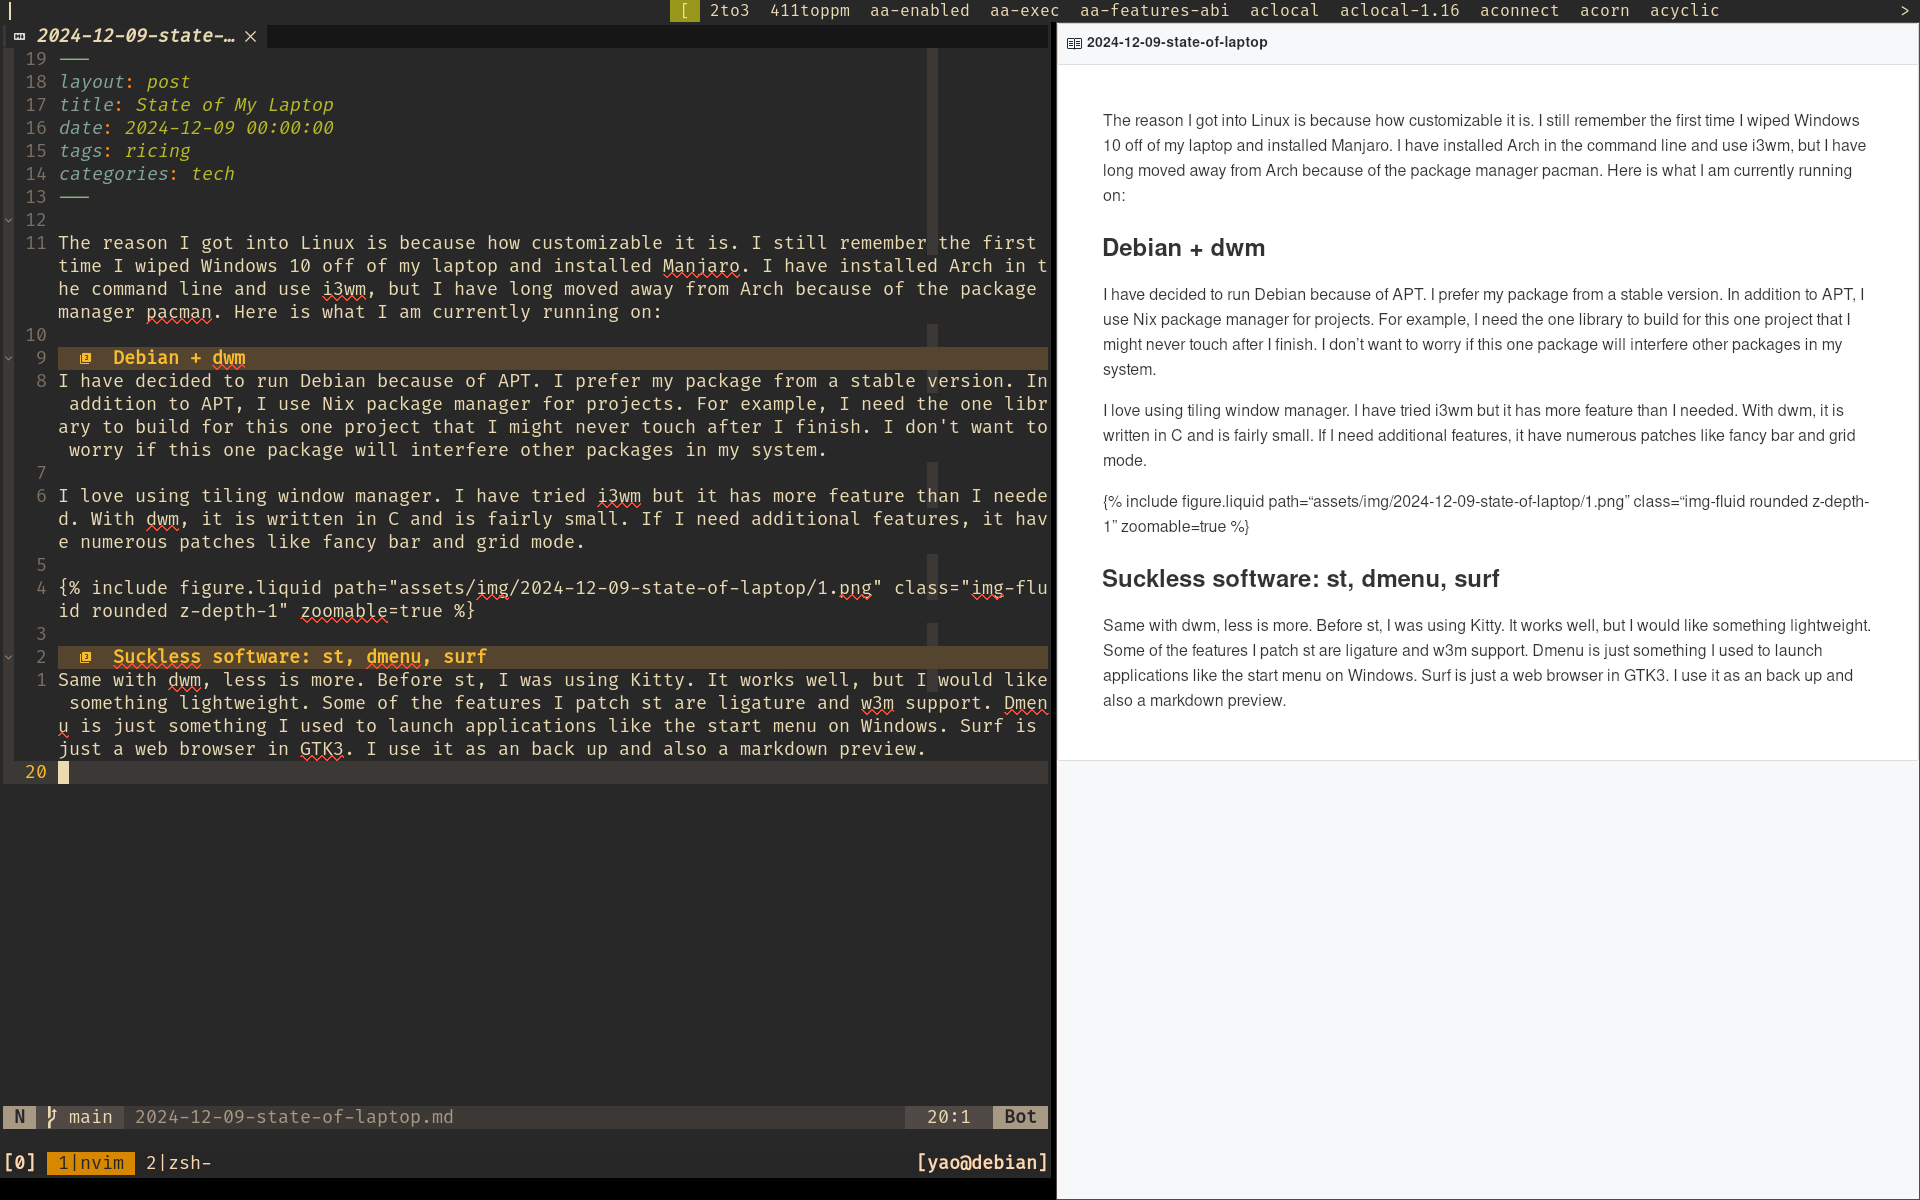 [ 2to3 411toppm aa-enabled aa-exec aa-features-abi aclocal aclocal-1.16 aconnect acorn acyclic >
2024-12-09-state-…
19 ---
18 layout: post
17 title: State of My Laptop
16 date: 2024-12-09 00:00:00
15 tags: ricing
14 categories: tech
13 ---
12
11 The reason I got into Linux is because how customizable it is. I still remember the first
time I wiped Windows 10 off of my laptop and installed Manjaro. I have installed Arch in t
he command line and use i3wm, but I have long moved away from Arch because of the package
manager pacman. Here is what I am currently running on:
10
9 Debian + dwm
8 I have decided to run Debian because of APT. I prefer my package from a stable version. In
addition to APT, I use Nix package manager for projects. For example, I need the one libr
ary to build for this one project that I might never touch after I finish. I don't want to
worry if this one package will interfere other packages in my system.
7
6 I love using tiling window manager. I have tried i3wm but it has more feature than I neede
d. With dwm, it is written in C and is fairly small. If I need additional features, it hav
e numerous patches like fancy bar and grid mode.
5
4 {% include figure.liquid path="assets/img/2024-12-09-state-of-laptop/1.png" class="img-flu
id rounded z-depth-1" zoomable=true %}
3
2 Suckless software: st, dmenu, surf
1 Same with dwm, less is more. Before st, I was using Kitty. It works well, but I would like
something lightweight. Some of the features I patch st are ligature and w3m support. Dmen
u is just something I used to launch applications like the start menu on Windows. Surf is
just a web browser in GTK3. I use it as an back up and also a markdown preview.
20
N main 2024-12-09-state-of-laptop.md 20:1 Bot
[0] 1|nvim 2|zsh- [yao@debian]
2024-12-09-state-of-laptop
The reason I got into Linux is because how customizable it is. I still remember the first time I wiped Windows
10 off of my laptop and installed Manjaro. I have installed Arch in the command line and use i3wm, but I have
long moved away from Arch because of the package manager pacman. Here is what I am currently running
on:
Debian + dwm
I have decided to run Debian because of APT. I prefer my package from a stable version. In addition to APT, I
use Nix package manager for projects. For example, I need the one library to build for this one project that I
might never touch after I finish. I don’t want to worry if this one package will interfere other packages in my
system.
I love using tiling window manager. I have tried i3wm but it has more feature than I needed. With dwm, it is
written in C and is fairly small. If I need additional features, it have numerous patches like fancy bar and grid
mode.
{% include figure.liquid path=“assets/img/2024-12-09-state-of-laptop/1.png” class=“img-fluid rounded z-depth-
1” zoomable=true %}
Suckless software: st, dmenu, surf
Same with dwm, less is more. Before st, I was using Kitty. It works well, but I would like something lightweight.
Some of the features I patch st are ligature and w3m support. Dmenu is just something I used to launch
applications like the start menu on Windows. Surf is just a web browser in GTK3. I use it as an back up and
also a markdown preview.